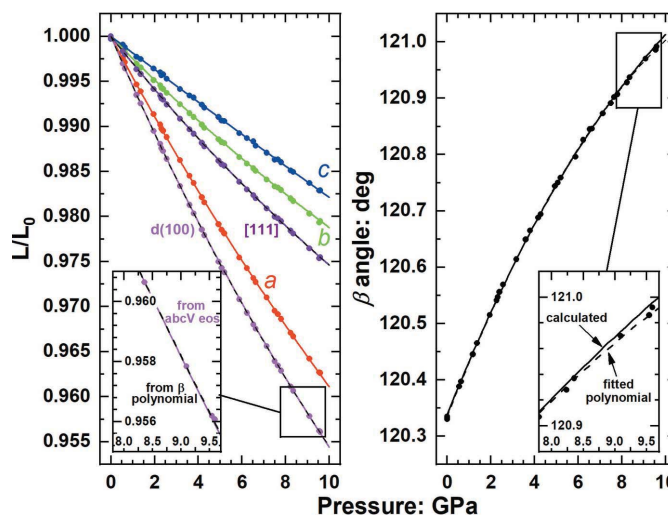 1.000
0.995
0.990
0.985
0.980
0.975
0.970
0.965
0.960
0.955
L/L0
c
b
[111]
d(100)
a
0.960
0.958
0.956
from
abcV eos
from β
polynomial
8.0 8.5 9.0 9.5
0 2 4 6 8 10
121.0
120.9
120.8
120.7
120.6
120.5
120.4
120.3
β angle: deg
121.0
calculated
fitted
polynomial
120.9
8.0 8.5 9.0 9.5
0 2 4 6 8
Pressure: GPa